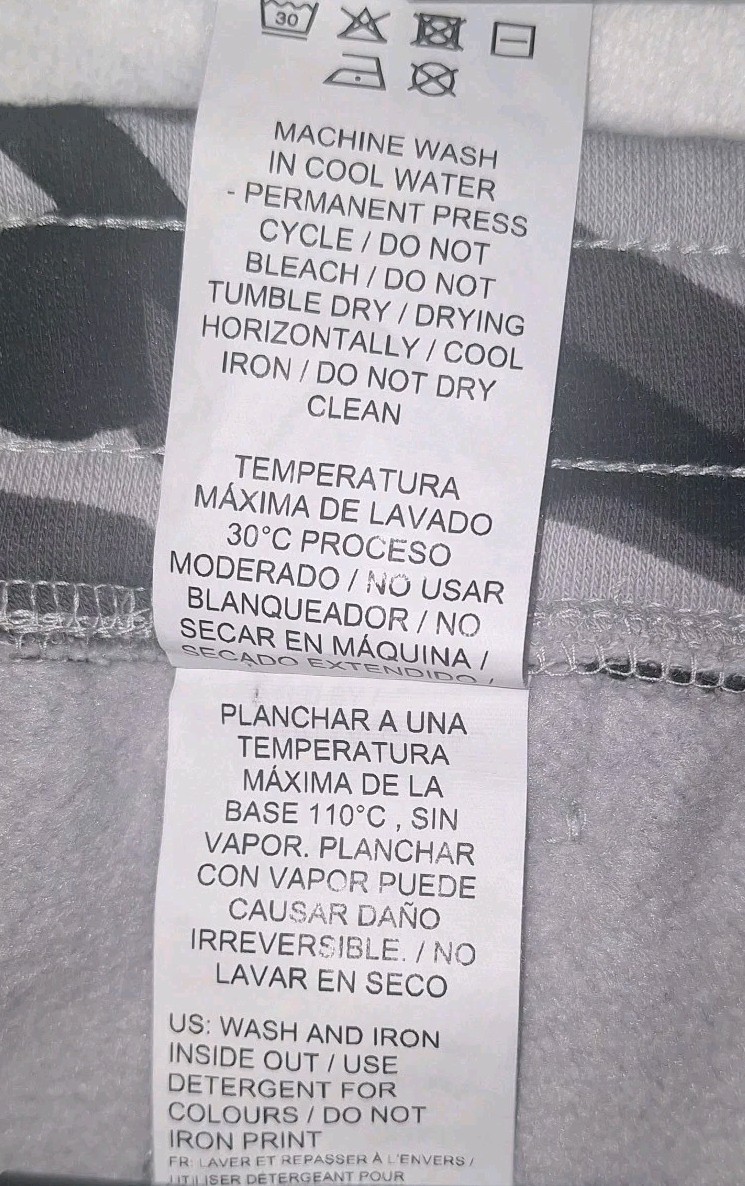 30
MACHINE WASH
IN COOL WATER
- PERMANENT PRESS
CYCLE / DO NOT
BLEACH / DO NOT
TUMBLE DRY / DRYING
HORIZONTALLY / COOL
IRON / DO NOT DRY
CLEAN
TEMPERATURA
MÁXIMA DE LAVADO
30°C PROCESO
MODERADO / NO USAR
BLANQUEADOR / NO
SECAR EN MÁQUINA /
SECADO EXTENDIDO /
PLANCHAR A UNA
TEMPERATURA
MÁXIMA DE LA
BASE 110°C , SIN
VAPOR. PLANCHAR
CON VAPOR PUEDE
CAUSAR DAÑO
IRREVERSIBLE. / NO
LAVAR EN SECO
US: WASH AND IRON
INSIDE OUT / USE
DETERGENT FOR
COLOURS / DO NOT
IRON PRINT
FR: LAVER ET REPASSER À L'ENVERS /
UTILISER DÉTERGEANT POUR